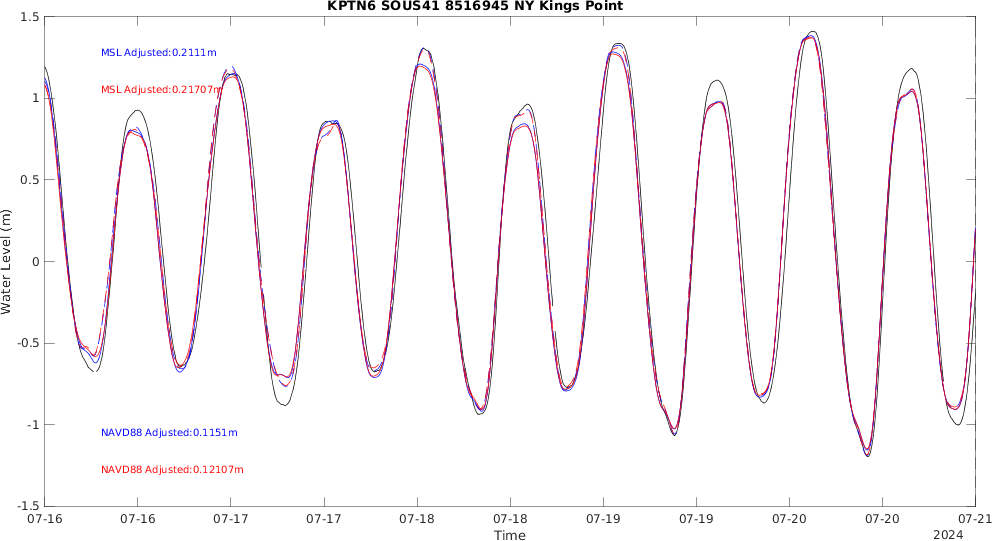 KPTN6 SOUS41 8516945 NY Kings Point
1.5
MSL Adjusted:0.2111m
MSL Adjusted:0.21707m
1
0.5
0
Water Level (m)
-0.5
-1
NAVD88 Adjusted:0.1151m
NAVD88 Adjusted:0.12107m
-1.5
07-16 07-16 07-17 07-17 07-18 07-18 07-19 07-19 07-20 07-20 07-21
Time
2024